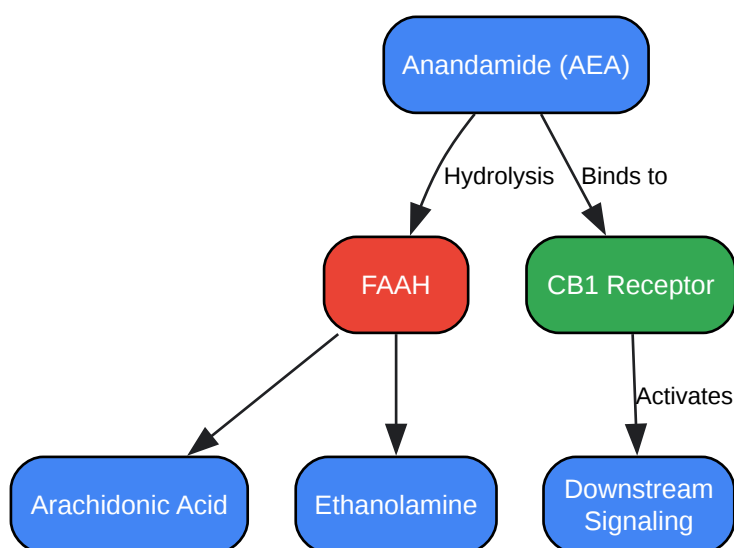 Anandamide (AEA)
Hydrolysis
Binds to
FAAH
CB1 Receptor
Activates
Arachidonic Acid
Ethanolamine
Downstream
Signaling